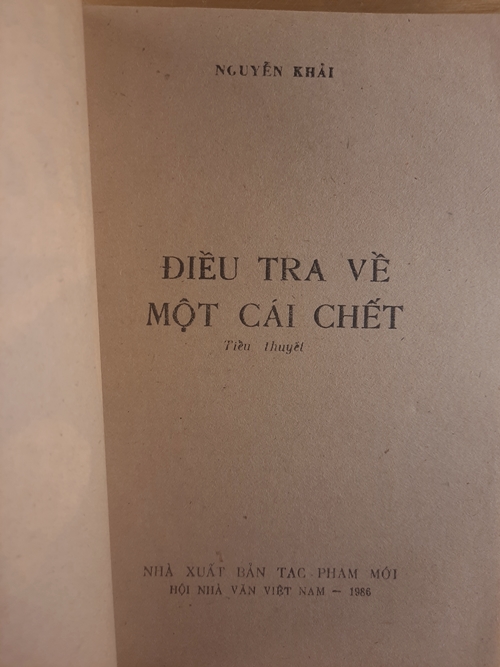 NGUYỄN KHẢI
ĐIỀU TRA VỀ
MỘT CÁI CHẾT
Tiểu thuyết
NHÀ XUẤT BẢN TÁC PHẨM MỚI
HỘI NHÀ VĂN VIỆT NAM — 1986